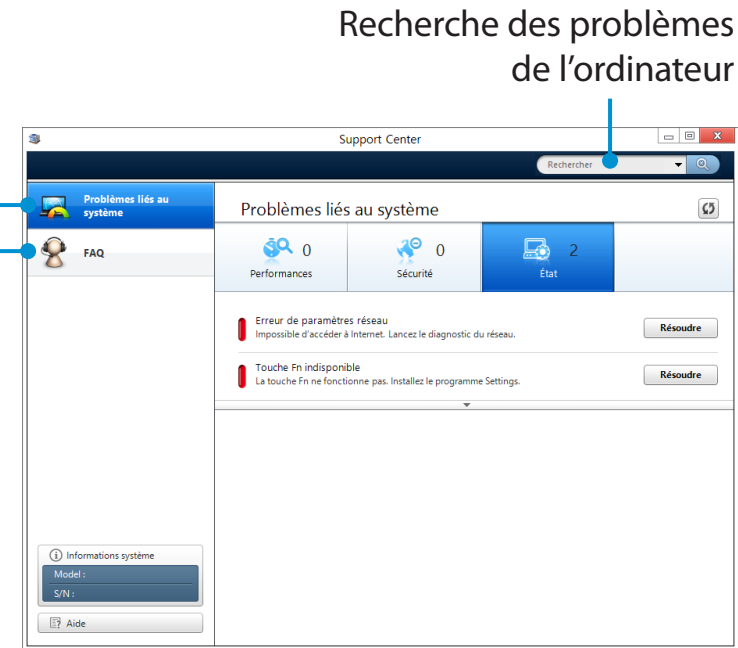 Recherche des problèmes
de l'ordinateur
Support Center
Rechercher
Problèmes liés au
système
FAQ
Problèmes liés au système
0
Performances
0
Sécurité
2
État
Erreur de paramètres réseau
Impossible d'accéder à Internet. Lancez le diagnostic du réseau.
Résoudre
Touche Fn indisponible
La touche Fn ne fonctionne pas. Installez le programme Settings.
Résoudre
Informations système
Model :
S/N :
Aide